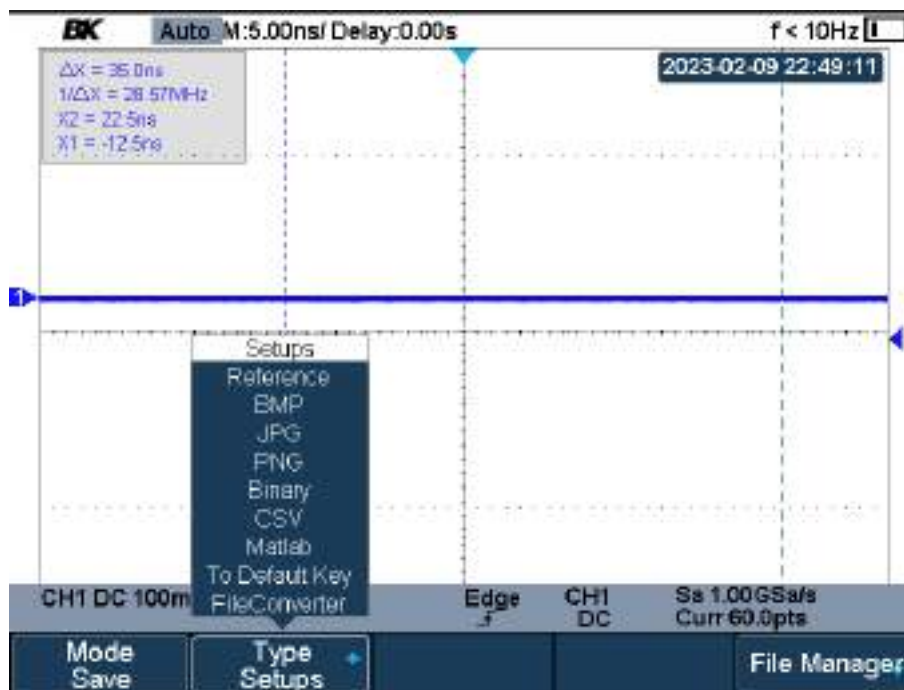 BK Auto M:5.00ns/ Delay:0.00s f < 10Hz
ΔX = 35.0ns
1/ΔX = 28.57MHz
X2 = 22.5ns
X1 = -12.5ns
2023-02-09 22:49:11
1
Setups
Reference
BMP
JPG
PNG
Binary
CSV
Matlab
To Default Key
FileConverter
CH1 DC 100m
Edge
CH1
DC
Sa 1.00GSa/s
Curr 60.0pts
Mode
Save
Type
Setups
File Manager